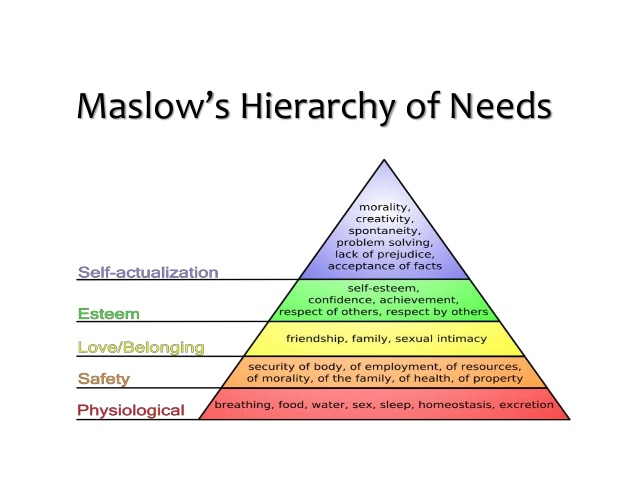 Maslow’s Hierarchy of Needs
morality,
creativity,
spontaneity,
problem solving,
lack of prejudice,
acceptance of facts
Self-actualization
self-esteem,
confidence, achievement,
respect of others, respect by others
Esteem
friendship, family, sexual intimacy
Love/Belonging
security of body, of employment, of resources,
of morality, of the family, of health, of property
Safety
breathing, food, water, sex, sleep, homeostasis, excretion
Physiological